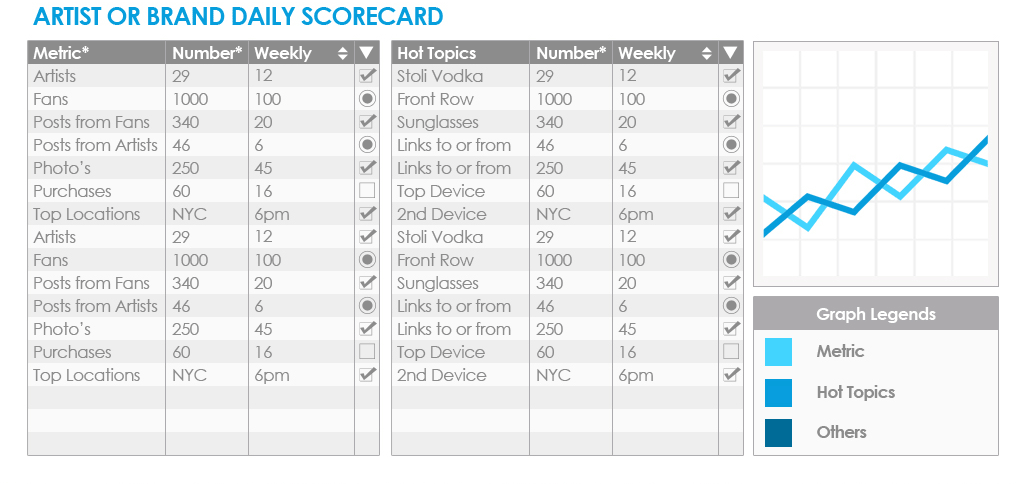 ARTIST OR BRAND DAILY SCORECARD
Metric* Number* Weekly
Artists 29 12
Fans 1000 100
Posts from Fans 340 20
Posts from Artists 46 6
Photo's 250 45
Purchases 60 16
Top Locations NYC 6pm
Artists 29 12
Fans 1000 100
Posts from Fans 340 20
Posts from Artists 46 6
Photo's 250 45
Purchases 60 16
Top Locations NYC 6pm
Hot Topics Number* Weekly
Stoli Vodka 29 12
Front Row 1000 100
Sunglasses 340 20
Links to or from 46 6
Links to or from 250 45
Top Device 60 16
2nd Device NYC 6pm
Stoli Vodka 29 12
Front Row 1000 100
Sunglasses 340 20
Links to or from 46 6
Links to or from 250 45
Top Device 60 16
2nd Device NYC 6pm
Graph Legends
Metric
Hot Topics
Others